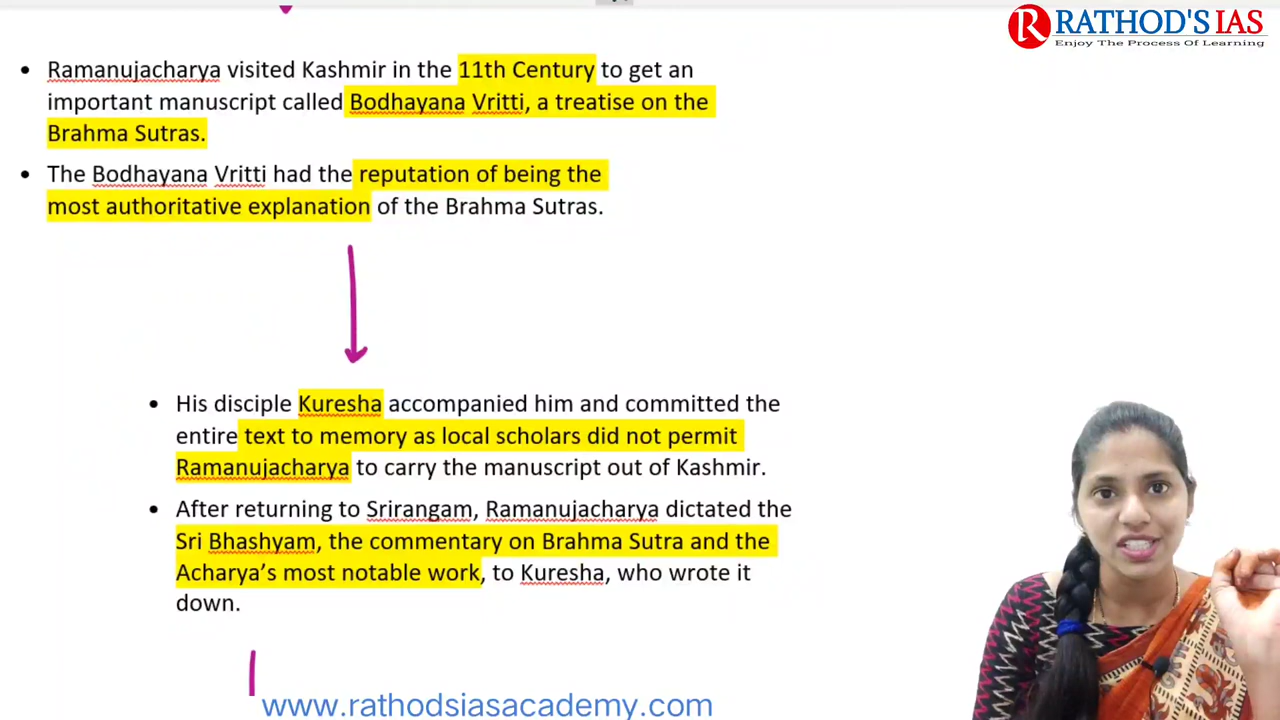 RATHOD'S IAS
Enjoy The Process Of Learning
• Ramanujacharya visited Kashmir in the 11th Century to get an
important manuscript called Bodhayana Vritti, a treatise on the
Brahma Sutras.
• The Bodhayana Vritti had the reputation of being the
most authoritative explanation of the Brahma Sutras.
• His disciple Kuresha accompanied him and committed the
entire text to memory as local scholars did not permit
Ramanujacharya to carry the manuscript out of Kashmir.
• After returning to Srirangam, Ramanujacharya dictated the
Sri Bhashyam, the commentary on Brahma Sutra and the
Acharya’s most notable work, to Kuresha, who wrote it
down.
www.rathodsiasacademy.com